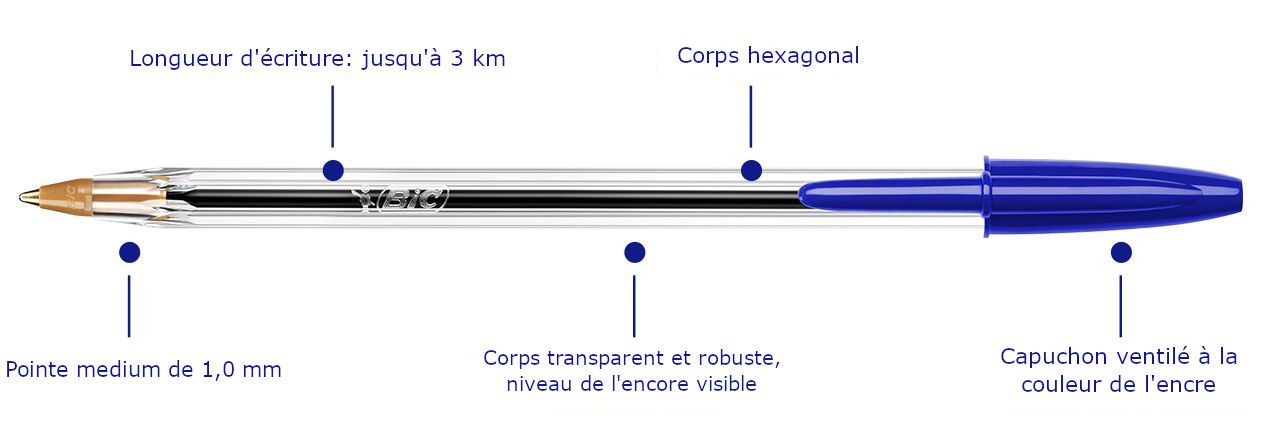 Longueur d'écriture: jusqu'à 3 km
Corps hexagonal
BiC
BiC
Pointe medium de 1,0 mm
Corps transparent et robuste,
niveau de l'encore visible
Capuchon ventilé à la
couleur de l'encre